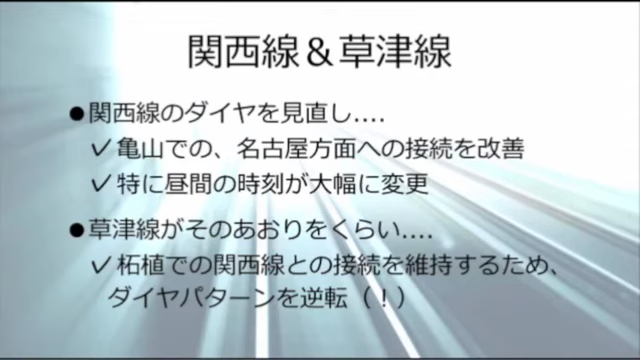 関西線＆草津線
●関西線のダイヤを見直し....
✓亀山での、名古屋方面への接続を改善
✓特に昼間の時刻が大幅に変更
●草津線がそのあおりをくらい....
✓柘植での関西線との接続を維持するため、
ダイヤパターンを逆転（！）